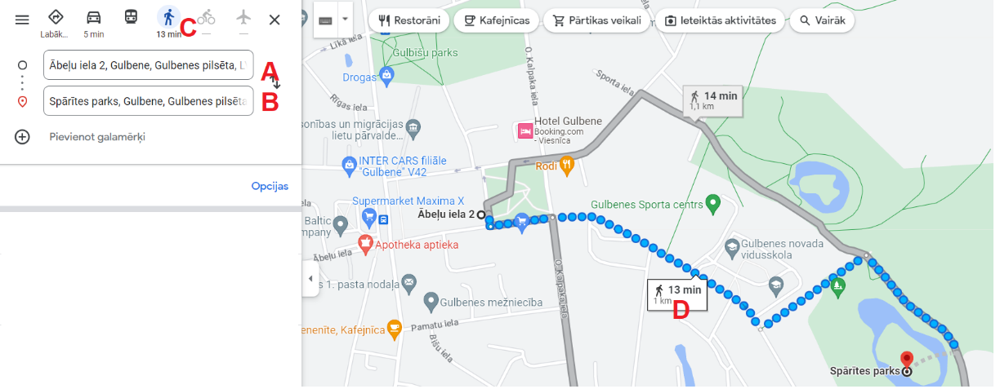 Labāk...
5 min
13 min
—
—
C
Ābeļu iela 2, Gulbene, Gulbenes pilsēta, L
A
Spārītes parks, Gulbene, Gulbenes pilsēta
B
Pievienot galamērķi
Opcijas
Restorāni
Kafejnīcas
Pārtikas veikali
Ieteiktās aktivitātes
Vairāk
Līkā iela
Gulbīšu parks
O. Kalpaka iela
Drogas
Sporta iela
14 min
1,1 km
Rīgas iela
Hotel Gulbene
Booking.com
- Viesnīca
sonības un migrācijas
lietu pārvalde...
INTER CARS filiāle
"Gulbene" V42
Rodi
Supermarket Maxima X
Gulbenes Sporta centrs
Ābeļu iela 2
Baltic
mpany
Apotheka aptieka
Gulbenes novada
vidusskola
Ābeļu iela
O. Kalpaka iela
s 1. pasta nodaļa
13 min
1 km
D
Gulbenes mežniecība
Pamatu iela
enenīte, Kafejnīca
Bišu iela
Spārītes parks